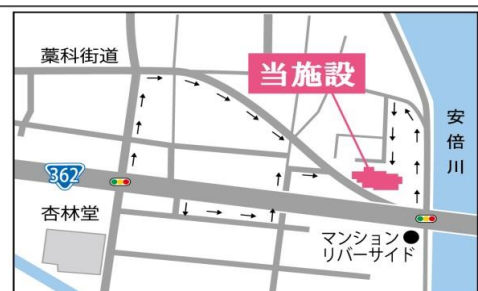 藁科街道
当施設
安倍川
362
杏林堂
マンション
リバーサイド